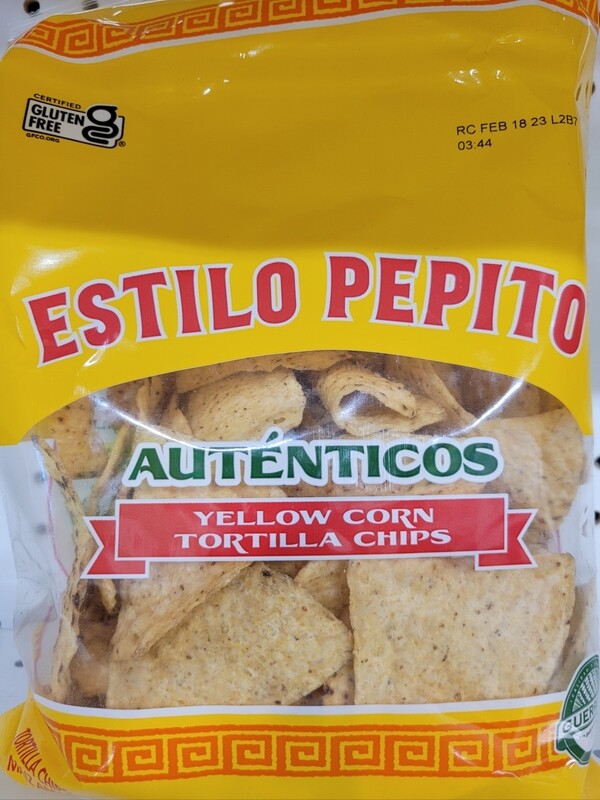 CERTIFIED
GLUTEN
FREE
GFCO.ORG
RC FEB 18 23 L2B7
03:44
ESTILO PEPITO
AUTÉNTICOS
YELLOW CORN
TORTILLA CHIPS
TORTILLA